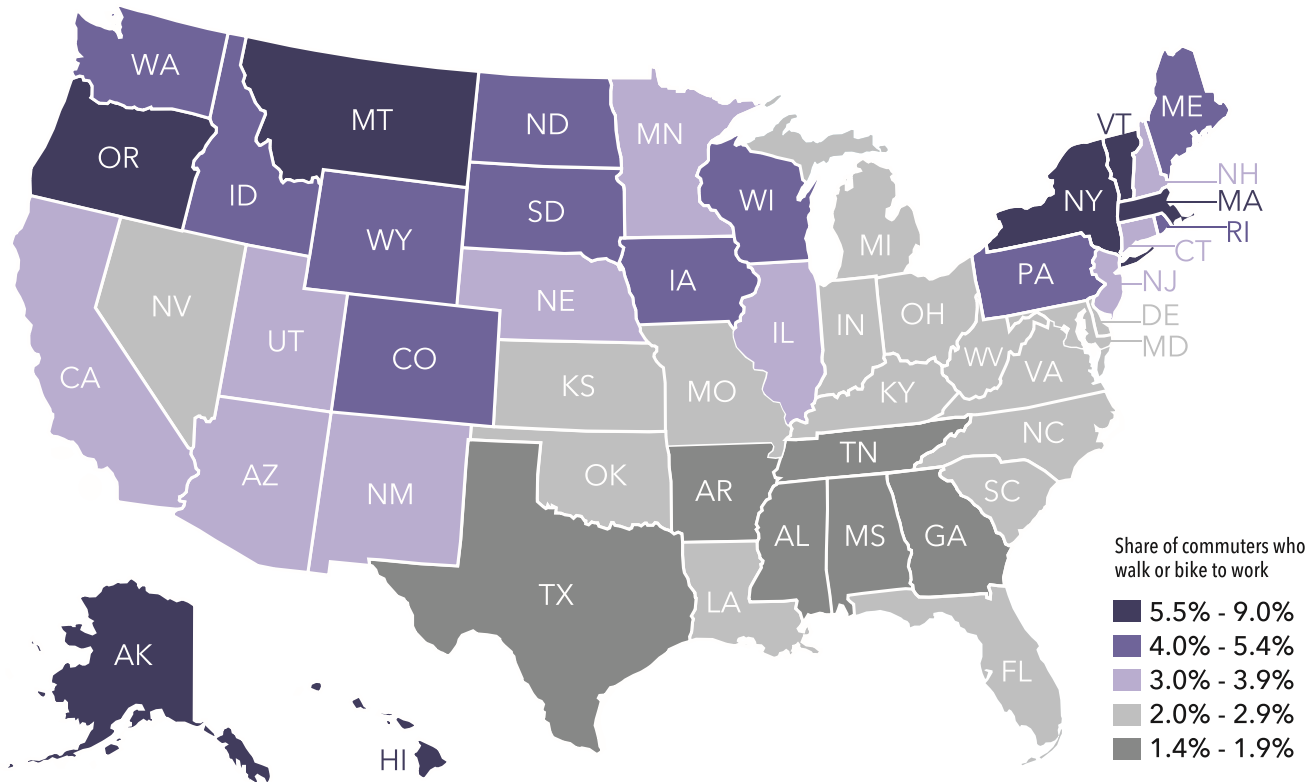 WA
MT
ND
MN
OR
ID
WY
SD
WI
MI
VT
ME
NY
NH
MA
RI
CT
NJ
PA
DE
MD
NV
UT
CA
CO
NE
IA
IL
IN
OH
WV
VA
KS
MO
KY
NC
AZ
NM
OK
AR
TN
SC
TX
LA
AL
MS
GA
FL
AK
HI
Share of commuters who
walk or bike to work
5.5% - 9.0%
4.0% - 5.4%
3.0% - 3.9%
2.0% - 2.9%
1.4% - 1.9%